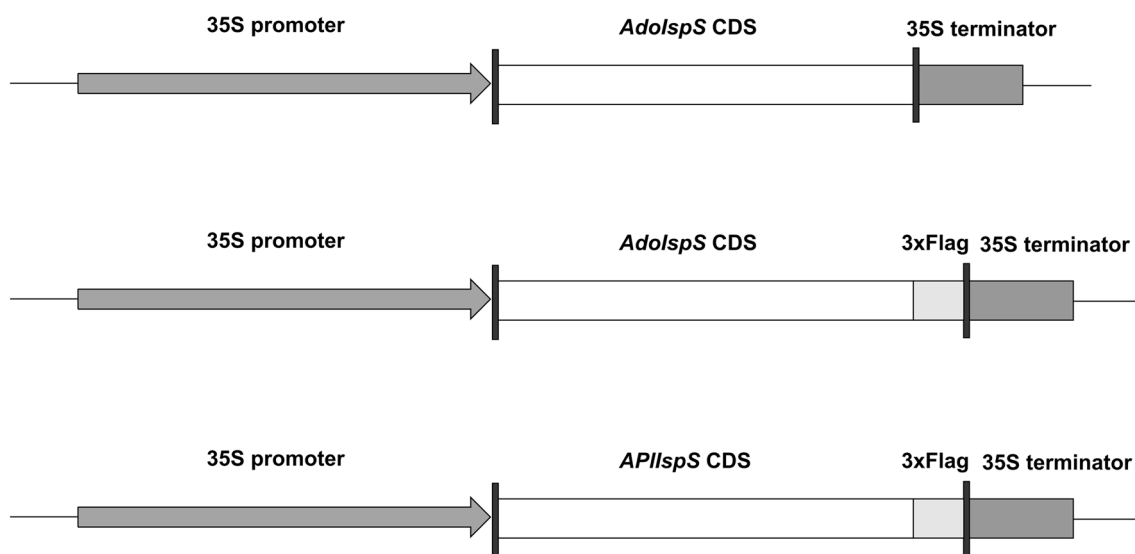 35S promoter AdoIspS CDS 35S terminator
35S promoter AdoIspS CDS 3xFlag 35S terminator
35S promoter APIIspS CDS 3xFlag 35S terminator